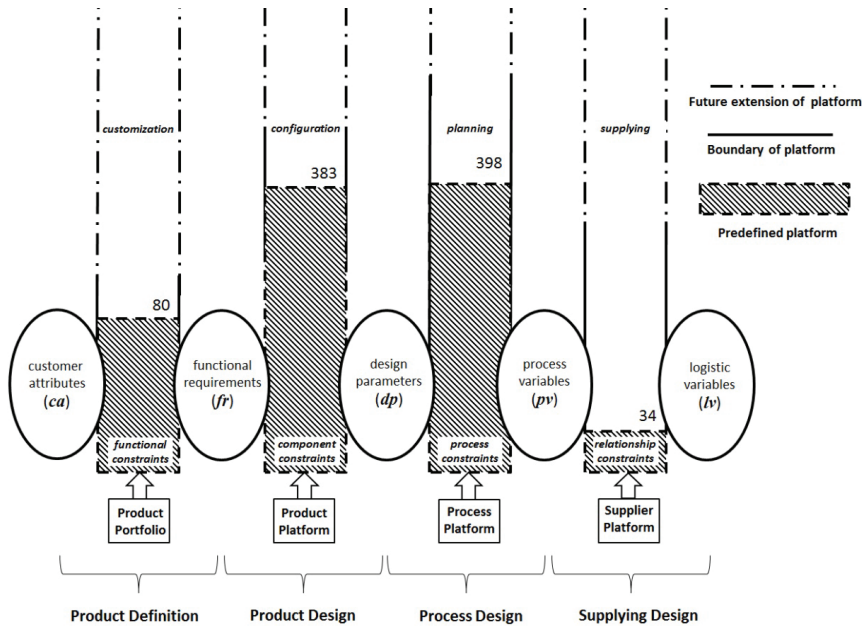 customization
configuration
planning
supplying
Future extension of platform
Boundary of platform
Predefined platform
383
398
80
34
customer
attributes
(ca)
functional
requirements
(fr)
design
parameters
(dp)
process
variables
(pv)
logistic
variables
(lv)
functional
constraints
component
constraints
process
constraints
relationship
constraints
Product
Portfolio
Product
Platform
Process
Platform
Supplier
Platform
Product Definition
Product Design
Process Design
Supplying Design